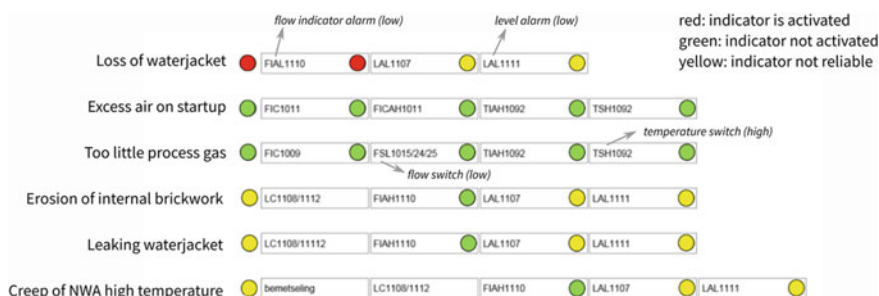 flow indicator alarm (low)
level alarm (low)
red: indicator is activated
green: indicator not activated
yellow: indicator not reliable
Loss of waterjacket FIAL1110 LAL1107 LAL1111
Excess air on startup FIC1011 FICAH1011 TIAH1092 TSH1092
temperature switch (high)
Too little process gas FIC1009 FSL1015/24/25 TIAH1092 TSH1092
flow switch (low)
Erosion of internal brickwork LC1108/1112 FIAH1110 LAL1107 LAL1111
Leaking waterjacket LC1108/11112 FIAH1110 LAL1107 LAL1111
Creep of NWA high temperature bemetseling LC1108/1112 FIAH1110 LAL1107 LAL1111